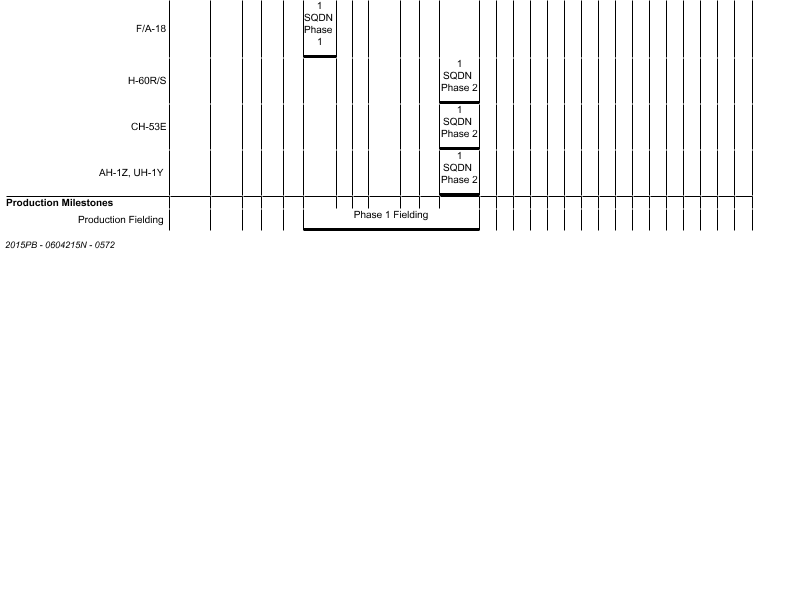 1
SQDN
Phase
1
F/A-18
1
SQDN
Phase 2
H-60R/S
1
SQDN
Phase 2
CH-53E
1
SQDN
Phase 2
AH-1Z, UH-1Y
Production Milestones
Production Fielding
Phase 1 Fielding
2015PB - 0604215N - 0572